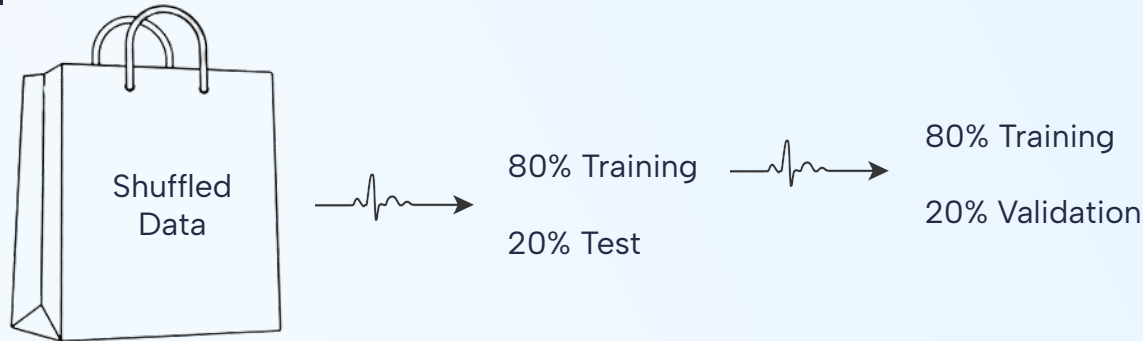 Shuffled
Data
80% Training
20% Test
80% Training
20% Validation